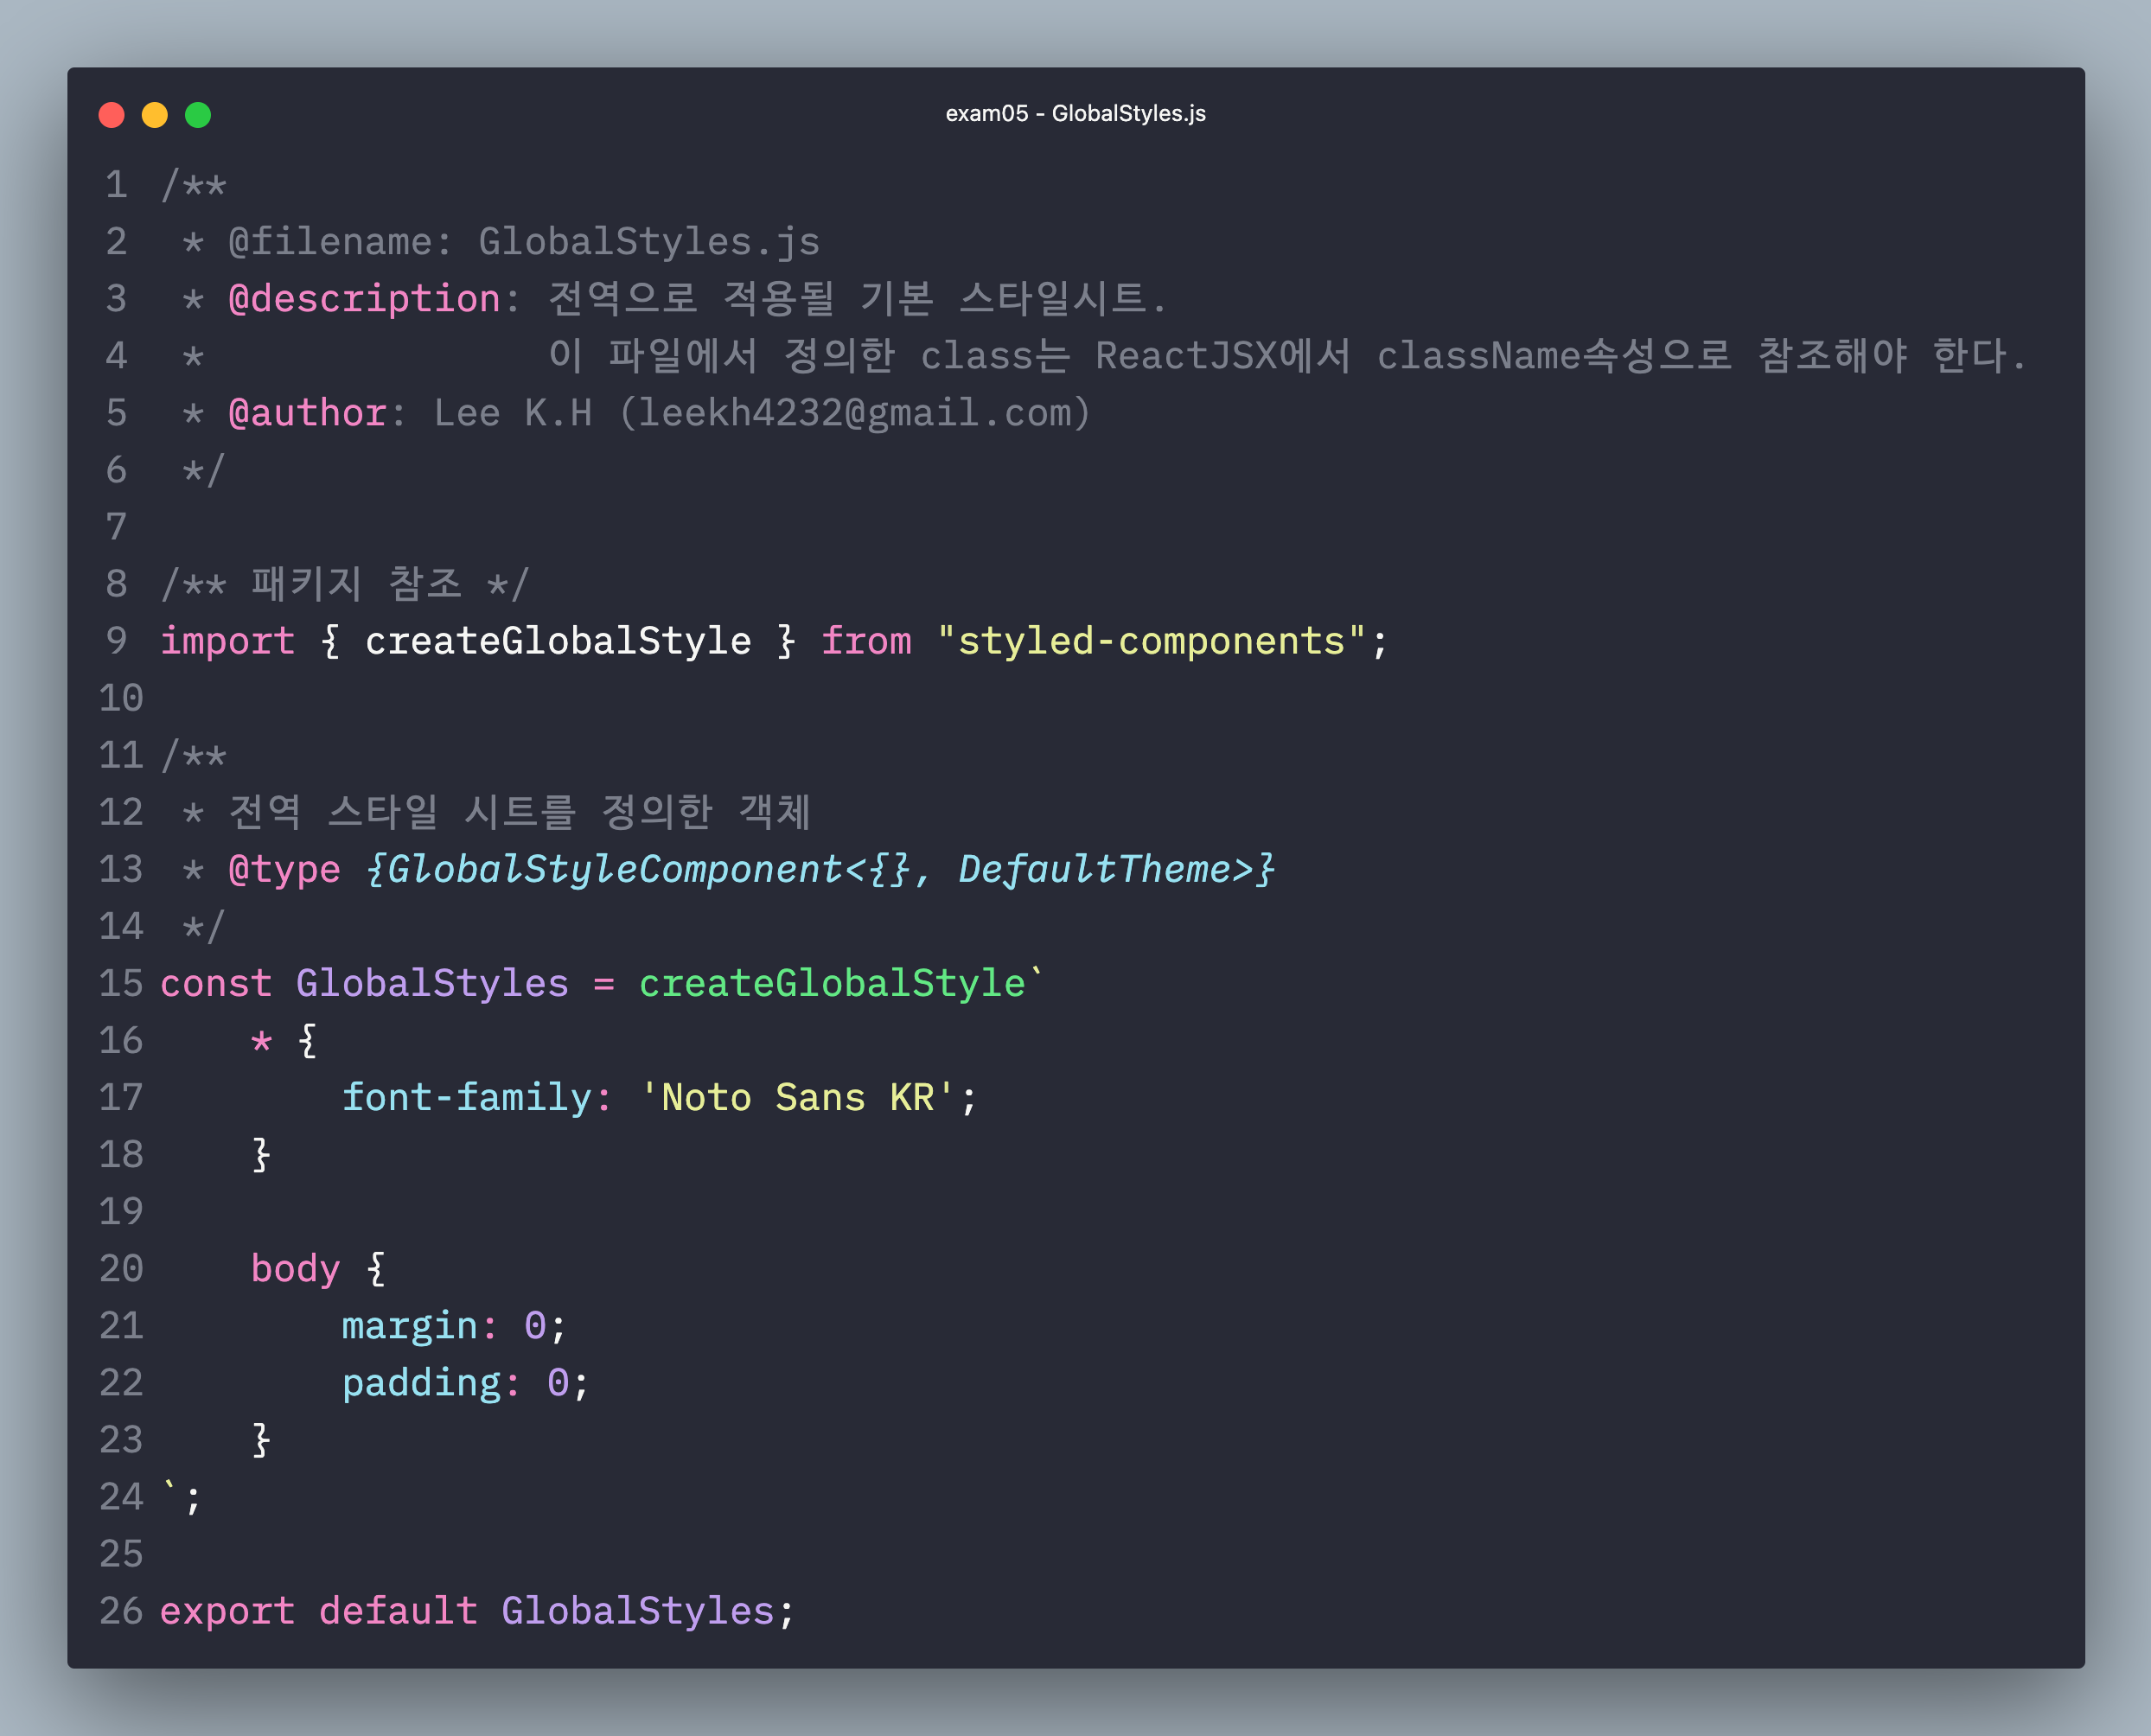 exam05 - GlobalStyles.js
1 /**
2  * @filename: GlobalStyles.js
3  * @description: 전역으로 적용될 기본 스타일시트.
4  *               이 파일에서 정의한 class는 ReactJSX에서 className속성으로 참조해야 한다.
5  * @author: Lee K.H (leekh4232@gmail.com)
6  */
7
8 /** 패키지 참조 */
9 import { createGlobalStyle } from "styled-components";
10
11 /**
12  * 전역 스타일 시트를 정의한 객체
13  * @type {GlobalStyleComponent<{}, DefaultTheme>}
14  */
15 const GlobalStyles = createGlobalStyle`
16     * {
17         font-family: 'Noto Sans KR';
18     }
19
20     body {
21         margin: 0;
22         padding: 0;
23     }
24 `;
25
26 export default GlobalStyles;